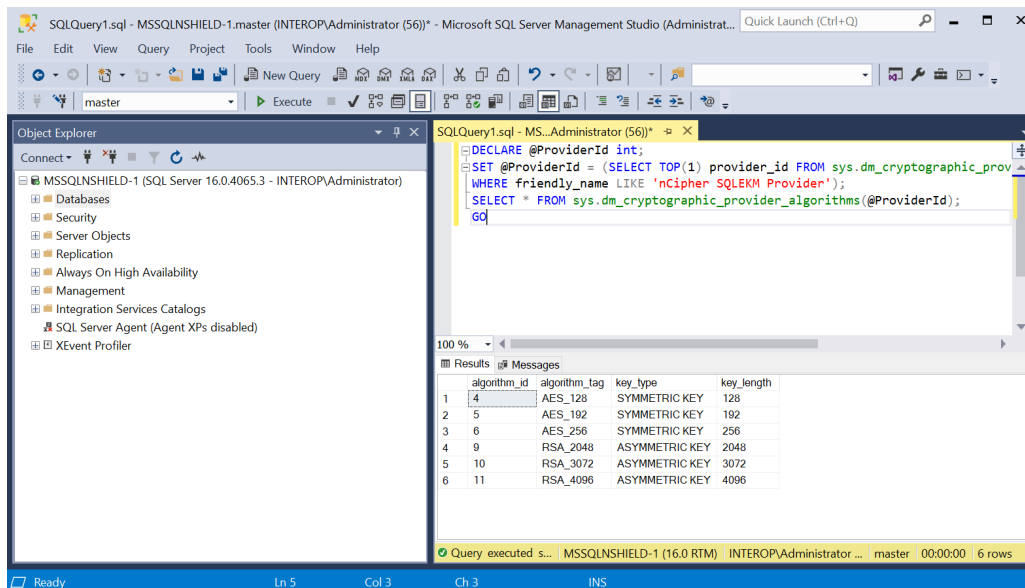 SQLQuery1.sql - MSSQLNSHIELD-1.master (INTEROP\Administrator (56))* - Microsoft SQL Server Management Studio (Administrat...
Quick Launch (Ctrl+Q)
File Edit View Query Project Tools Window Help
New Query MDX DMX XMLA DAX
master Execute
Object Explorer
SQLQuery1.sql - MS...Administrator (56))*
Connect
MSSQLNSHIELD-1 (SQL Server 16.0.4065.3 - INTEROP\Administrator)
Databases
Security
Server Objects
Replication
Always On High Availability
Management
Integration Services Catalogs
SQL Server Agent (Agent XPs disabled)
XEvent Profiler
DECLARE @ProviderId int;
SET @ProviderId = (SELECT TOP(1) provider_id FROM sys.dm_cryptographic_prov
WHERE friendly_name LIKE 'nCipher SQLEKM Provider');
SELECT * FROM sys.dm_cryptographic_provider_algorithms(@ProviderId);
GO
100 %
Results Messages
algorithm_id algorithm_tag key_type key_length
1 4 AES_128 SYMMETRIC KEY 128
2 5 AES_192 SYMMETRIC KEY 192
3 6 AES_256 SYMMETRIC KEY 256
4 9 RSA_2048 ASYMMETRIC KEY 2048
5 10 RSA_3072 ASYMMETRIC KEY 3072
6 11 RSA_4096 ASYMMETRIC KEY 4096
Query executed s... MSSQLNSHIELD-1 (16.0 RTM) INTEROP\Administrator ... master 00:00:00 6 rows
Ready Ln 5 Col 3 Ch 3 INS